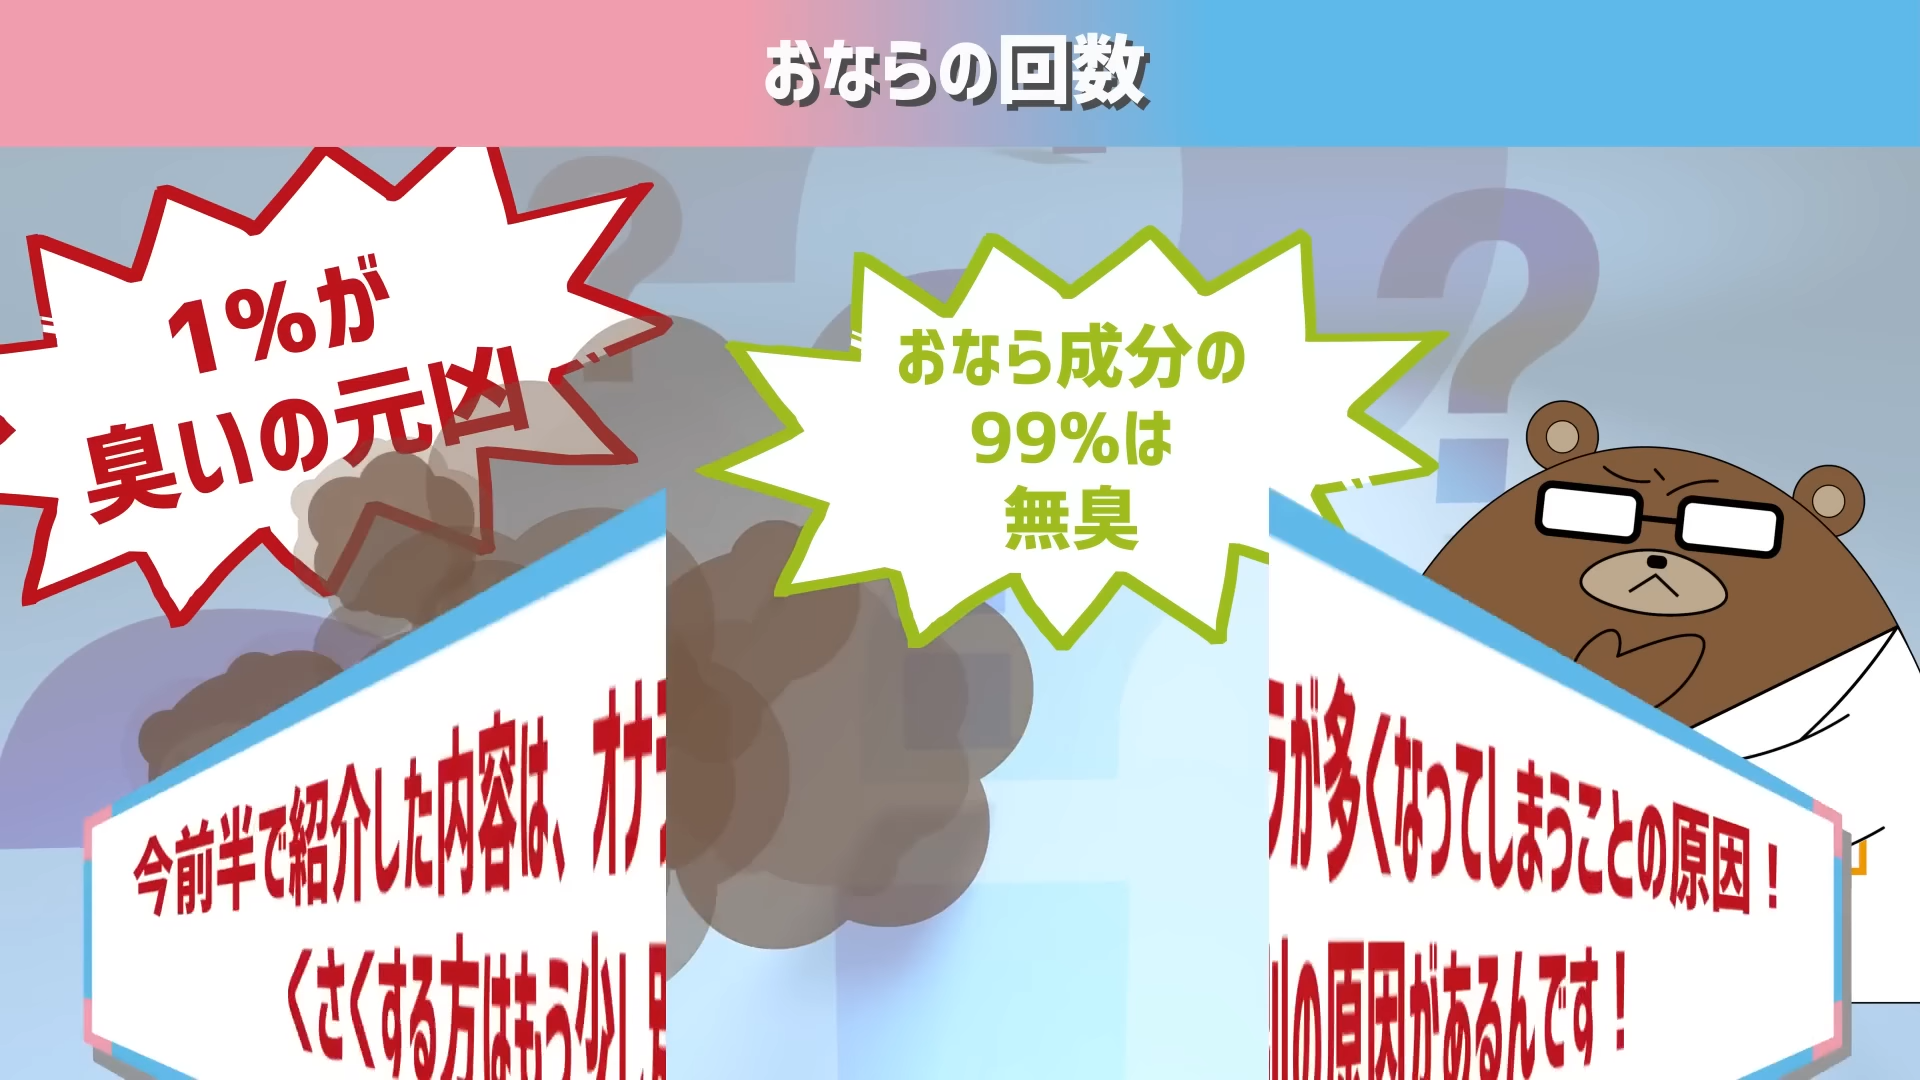 おならの回数
1%が
臭いの元凶
おなら成分の
99%は
無臭
今前半で紹介した内容は、オナ
が多くなってしまうことの原因！
くさくする方はもう少し
の原因があるんです！